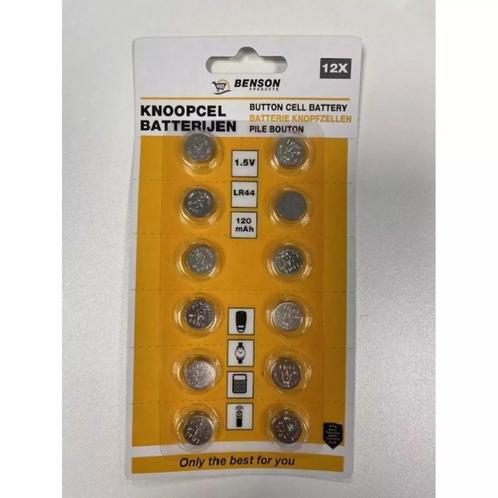 BENSON
PRODUCTS
12X
KNOOPCEL
BATTERIJEN
BUTTON CELL BATTERY
BATTERIE KNOPFZELLEN
PILE BOUTON
1.5V
LR44
120
mAh
Only the best for you